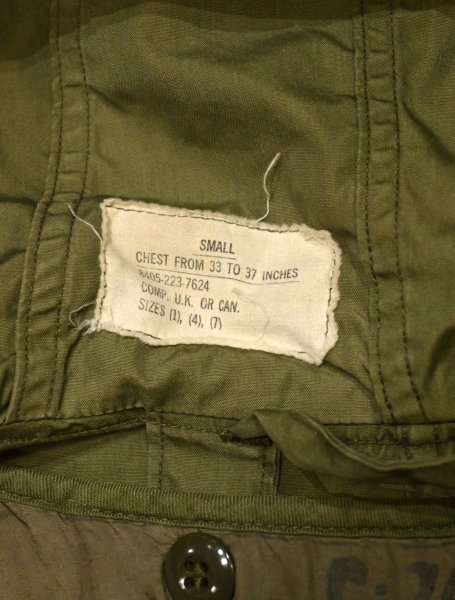 SMALL
CHEST FROM 33 TO 37 INCHES
8405-223-7624
COMP. U.K. OR CAN.
SIZES (1), (4), (7)